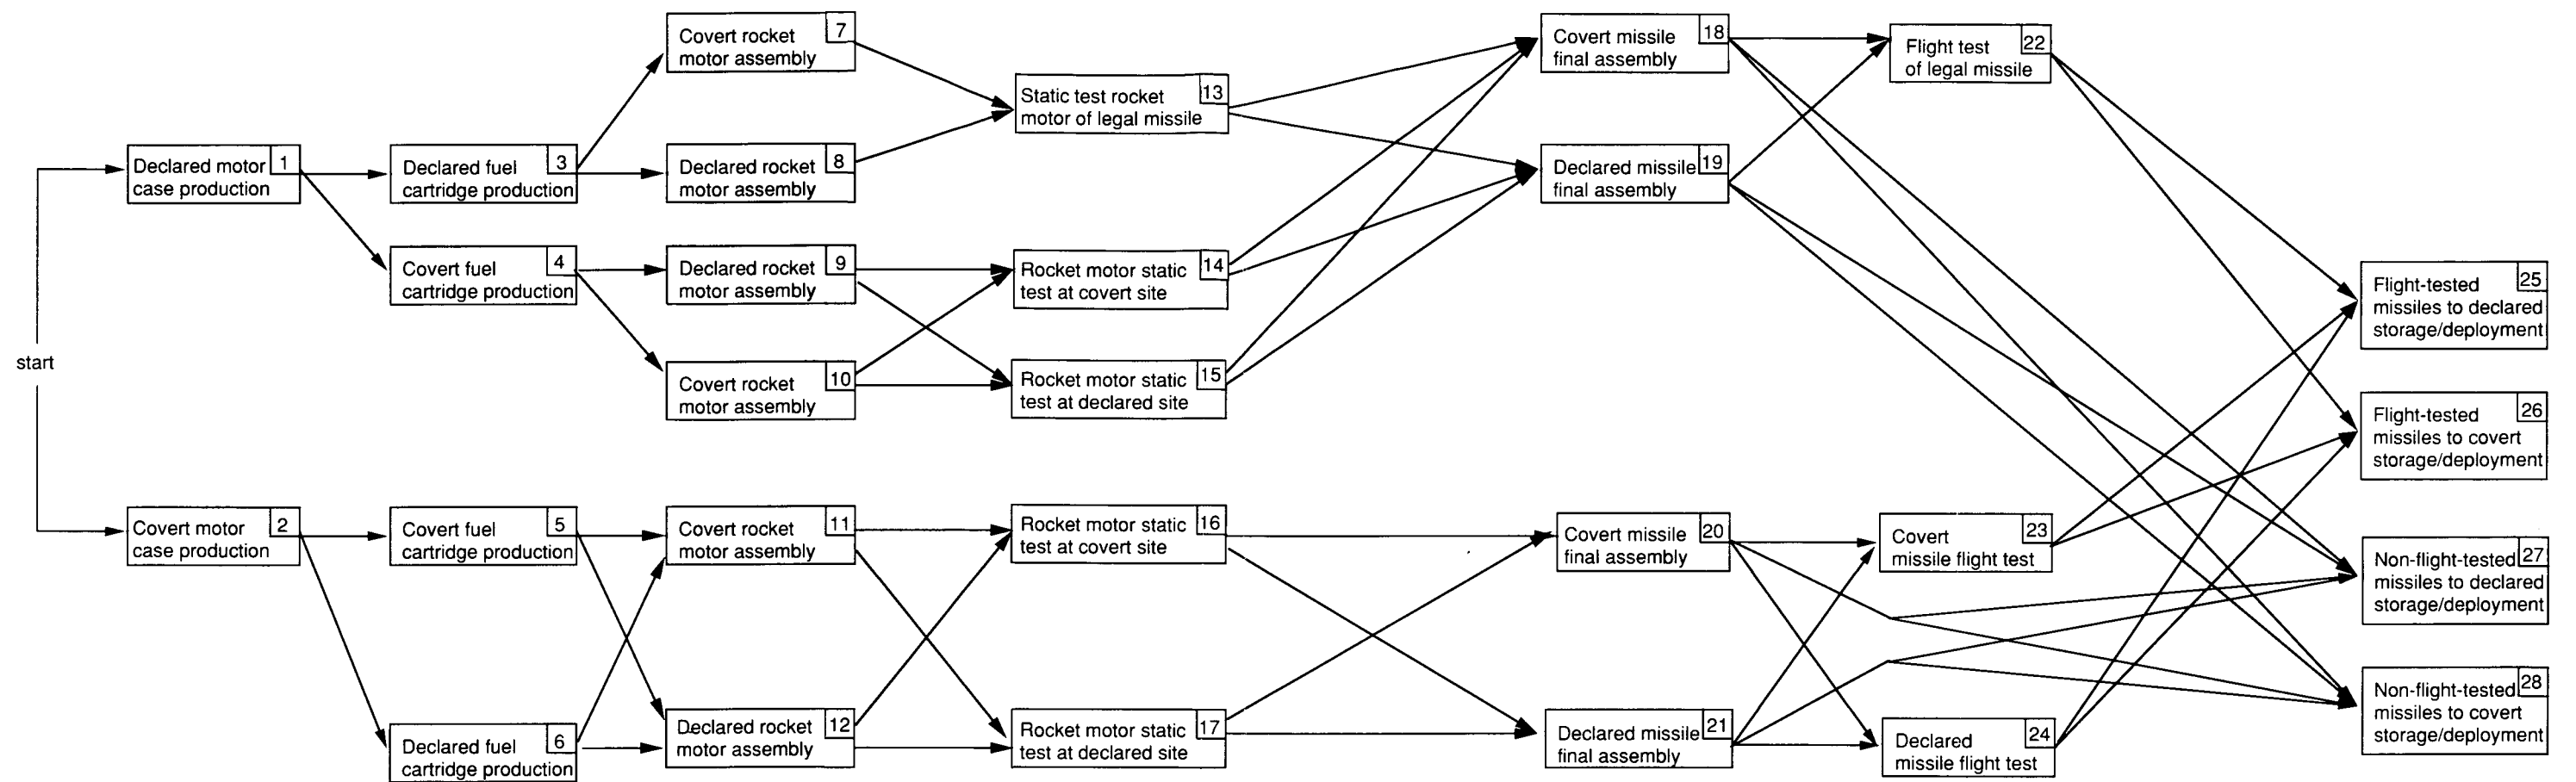 start
Declared motor 1
case production
Covert motor 2
case production
Declared fuel 3
cartridge production
Covert fuel 4
cartridge production
Covert fuel 5
cartridge production
Declared fuel 6
cartridge production
Covert rocket 7
motor assembly
Declared rocket 8
motor assembly
Declared rocket 9
motor assembly
Covert rocket 10
motor assembly
Covert rocket 11
motor assembly
Declared rocket 12
motor assembly
Static test rocket 13
motor of legal missile
Rocket motor static 14
test at covert site
Rocket motor static 15
test at declared site
Rocket motor static 16
test at covert site
Rocket motor static 17
test at declared site
Covert missile 18
final assembly
Declared missile 19
final assembly
Covert missile 20
final assembly
Declared missile 21
final assembly
Flight test 22
of legal missile
Covert 23
missile flight test
Declared 24
missile flight test
Flight-tested 25
missiles to declared
storage/deployment
Flight-tested 26
missiles to covert
storage/deployment
Non-flight-tested 27
missiles to declared
storage/deployment
Non-flight-tested 28
missiles to covert
storage/deployment